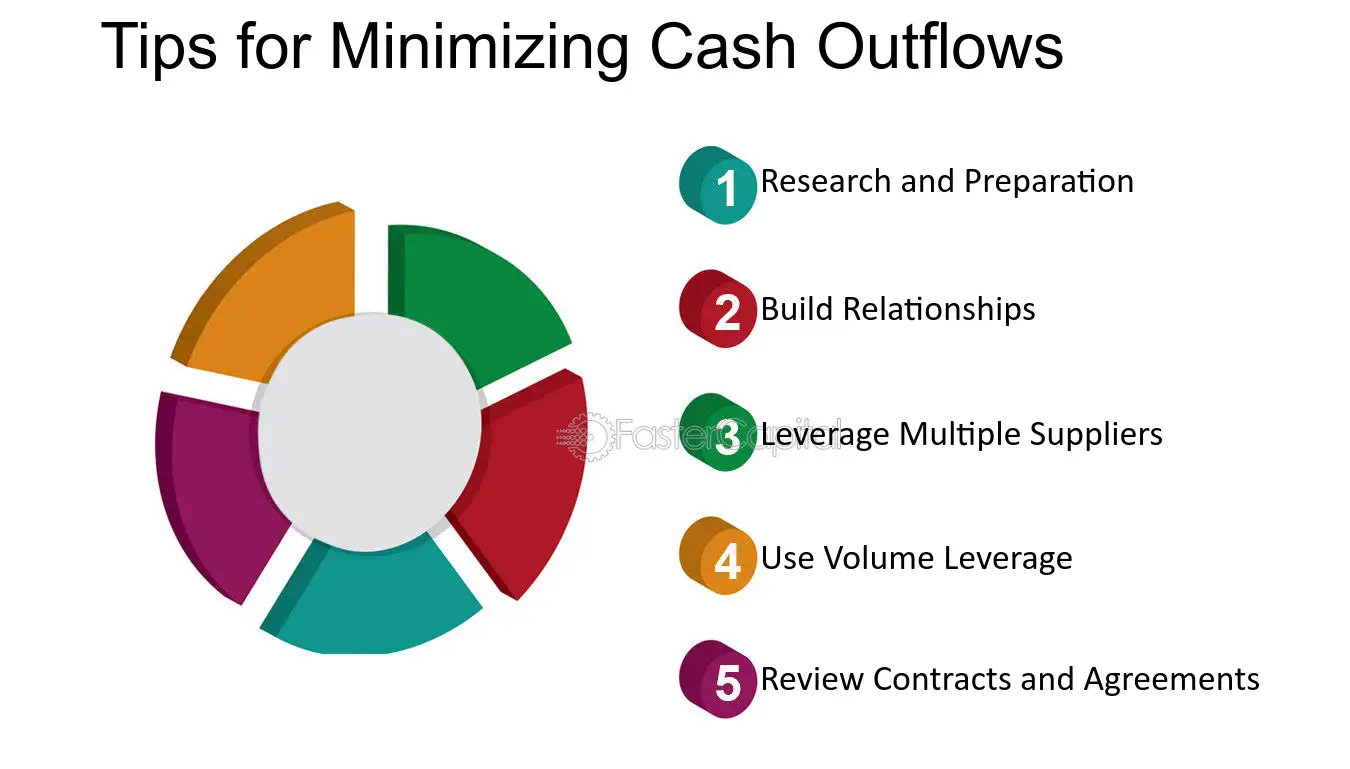 Tips for Minimizing Cash Outflows
1 Research and Preparation
2 Build Relationships
3 Leverage Multiple Suppliers
FasterCapital
4 Use Volume Leverage
5 Review Contracts and Agreements